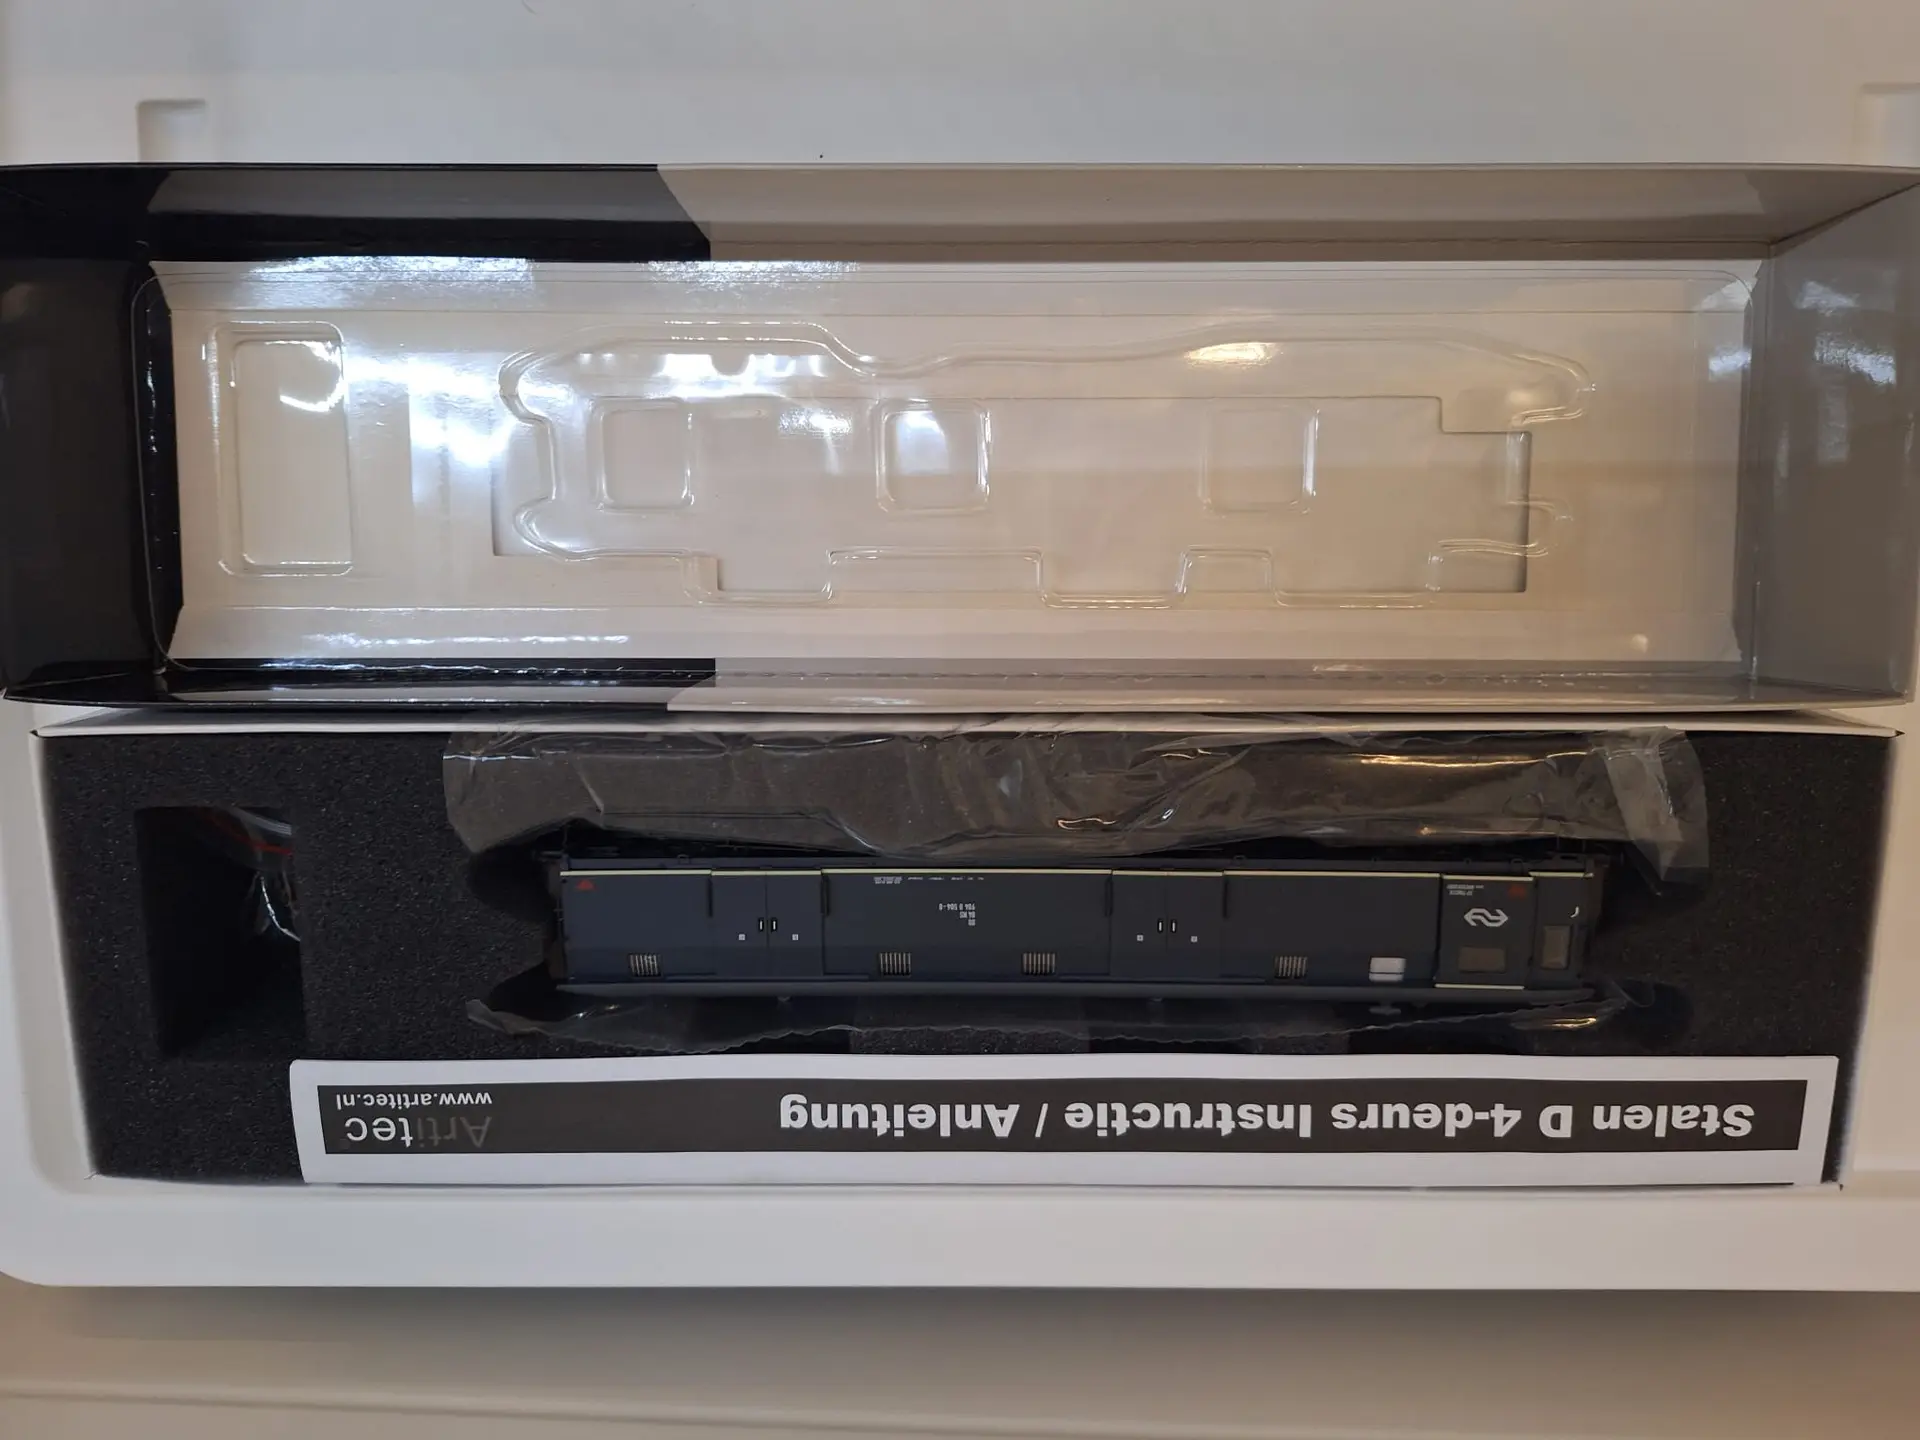 Stalen D 4-deurs Instructie / Anleitung
Artitec
www.artitec.nl